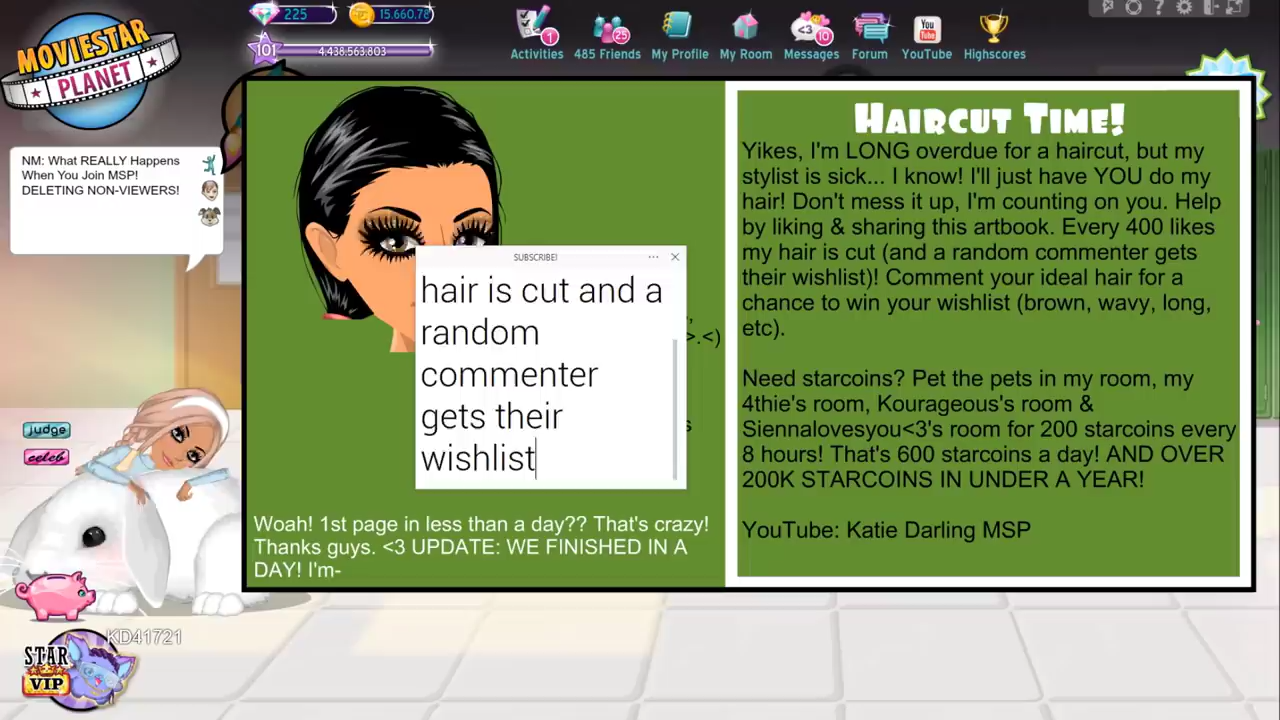 MOVIESTAR
PLANET
225
15,660.78
101
4,438,563,803
1
Activities
25
485 Friends
My Profile
My Room
<3
10
Messages
Forum
You
Tube
YouTube
Highscores
NM: What REALLY Happens
When You Join MSP!
DELETING NON-VIEWERS!
judge
celeb
KD41721
STAR
VIP
SUBSCRIBE!
hair is cut and a
random
commenter
gets their
wishlist
>.<)
s
Woah! 1st page in less than a day?? That's crazy!
Thanks guys. <3 UPDATE: WE FINISHED IN A
DAY! I'm-
Haircut Time!
Yikes, I'm LONG overdue for a haircut, but my
stylist is sick... I know! I'll just have YOU do my
hair! Don't mess it up, I'm counting on you. Help
by liking & sharing this artbook. Every 400 likes
my hair is cut (and a random commenter gets
their wishlist)! Comment your ideal hair for a
chance to win your wishlist (brown, wavy, long,
etc).
Need starcoins? Pet the pets in my room, my
4thie's room, Kourageous's room &
Siennalovesyou<3's room for 200 starcoins every
8 hours! That's 600 starcoins a day! AND OVER
200K STARCOINS IN UNDER A YEAR!
YouTube: Katie Darling MSP